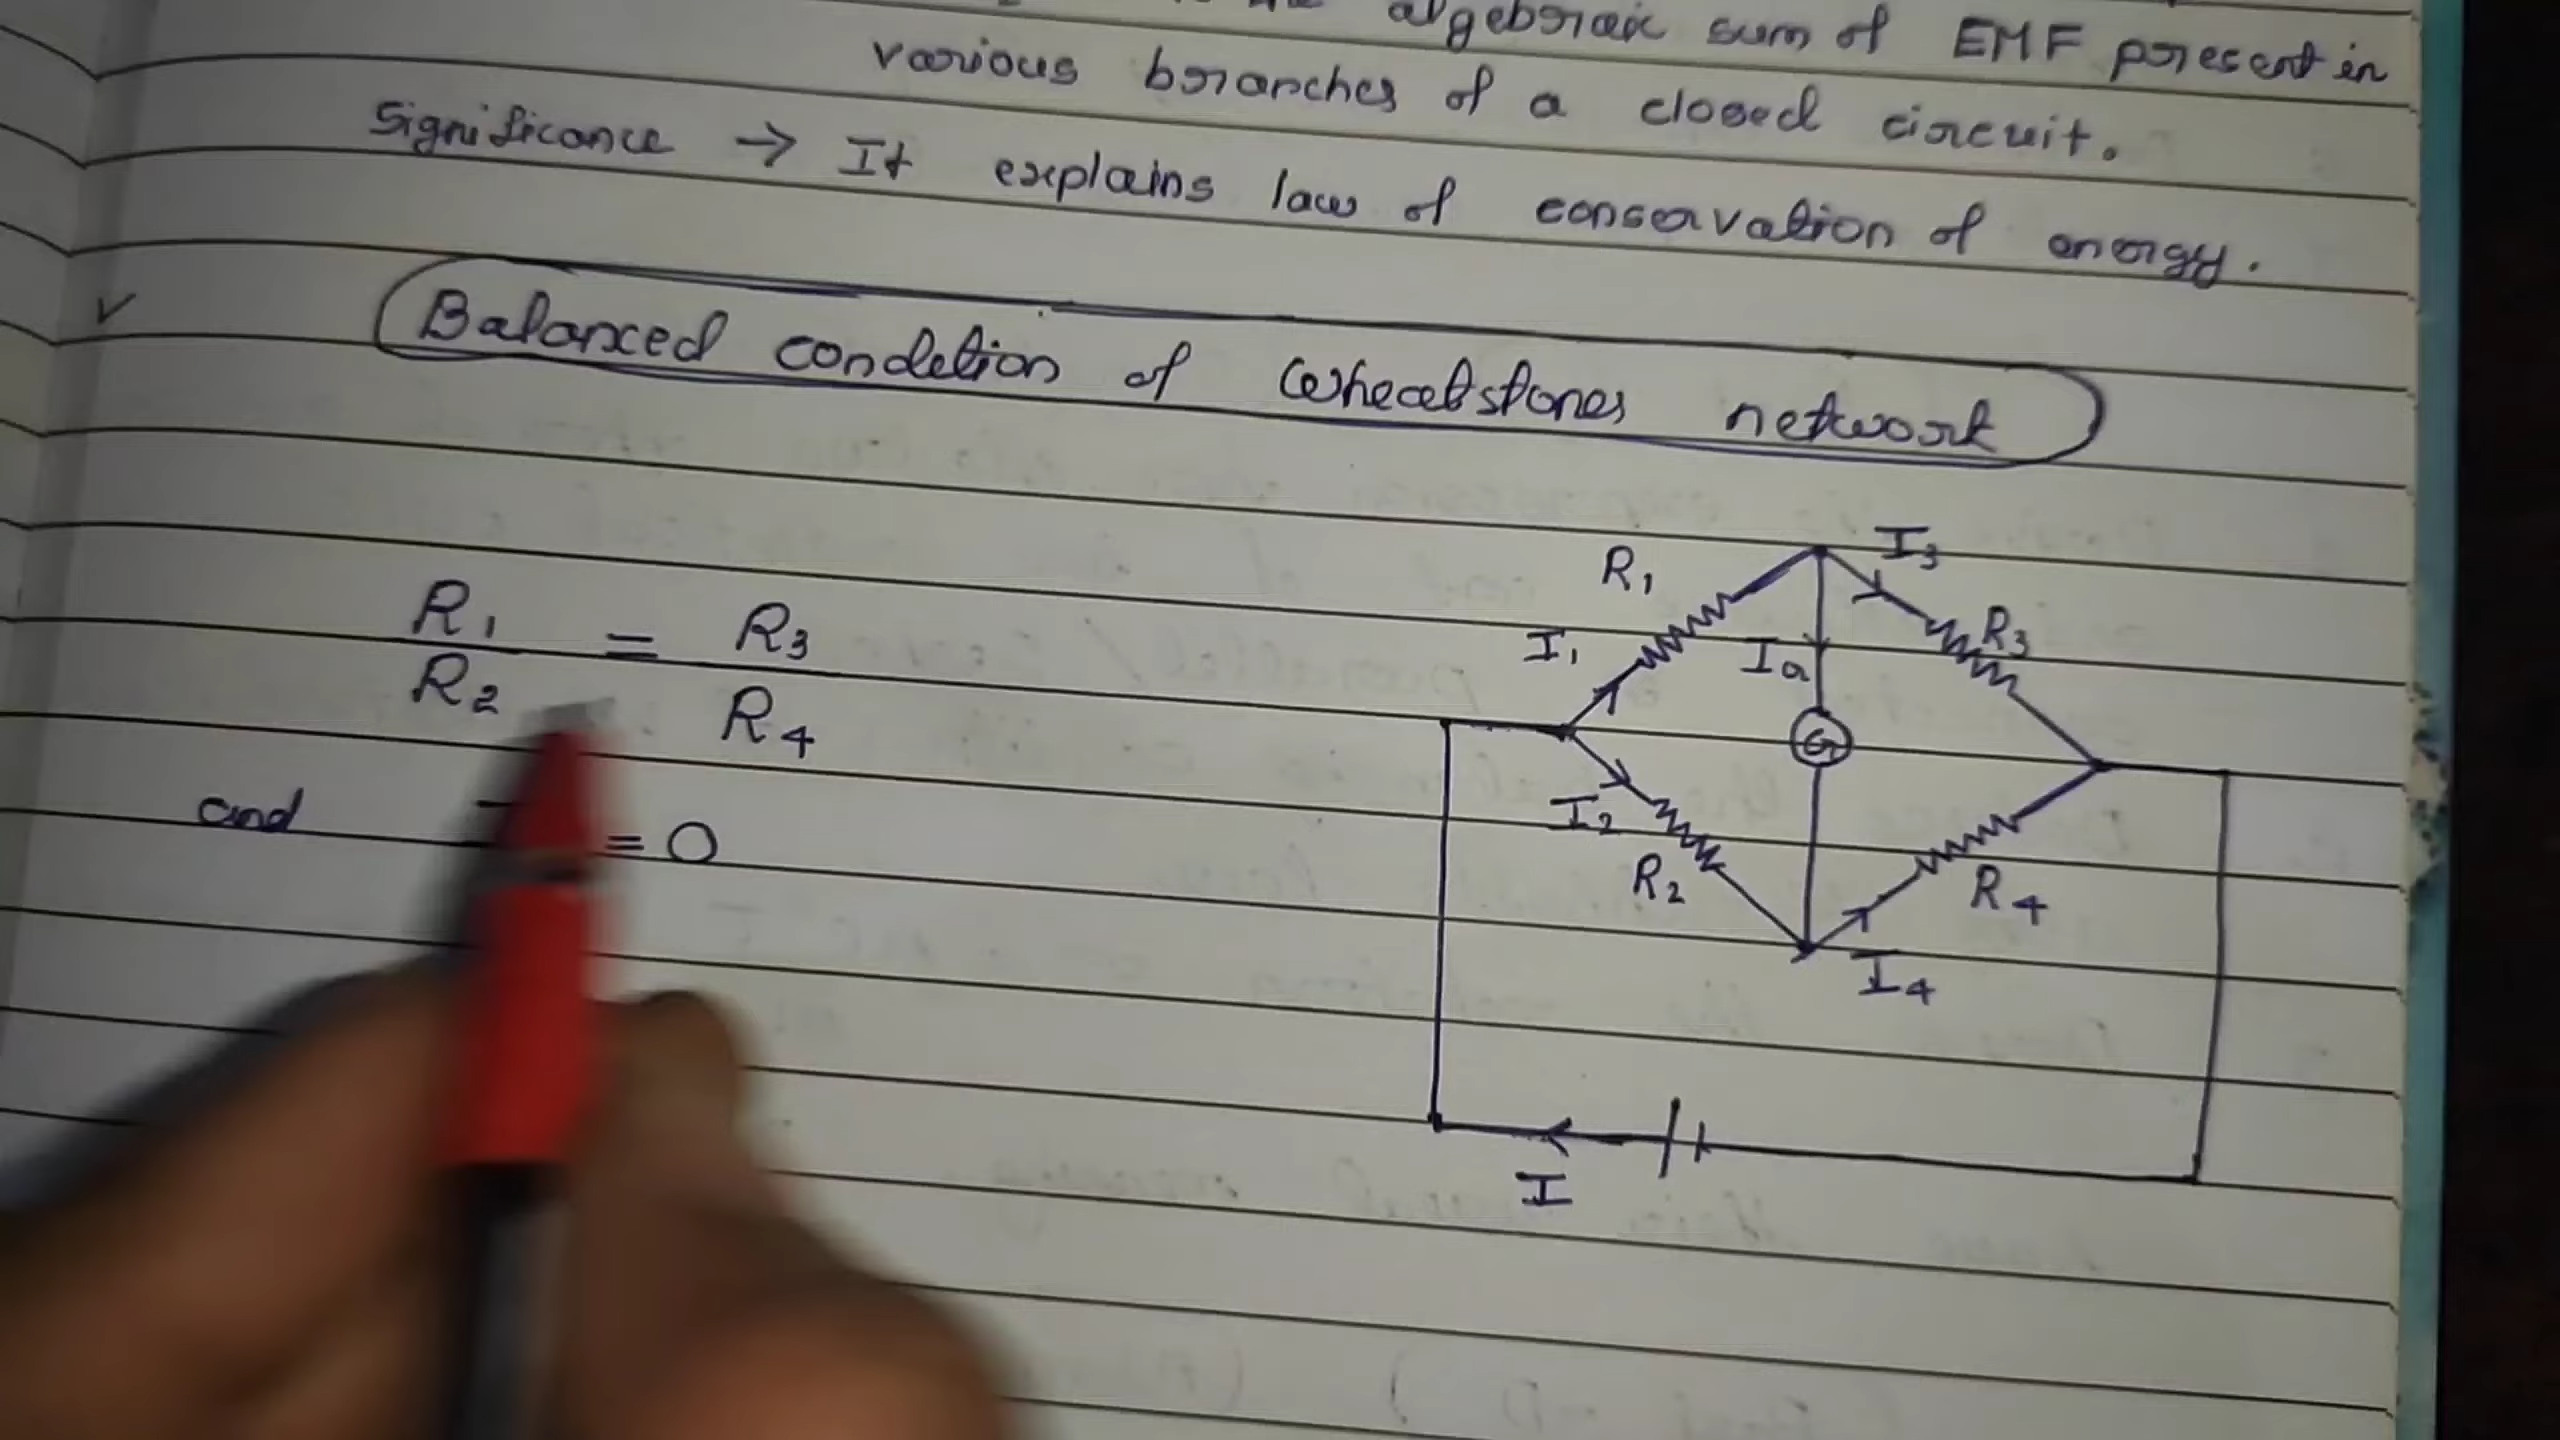 algebraic sum of EMF present in
various branches of a closed circuit.
Significance → It explains law of conservation of energy.
✓
Balanced condetion of Wheatstones network
R₁ = R₃
R₂ R₄
and = 0
R₁ I₃
I₁ R₃
Iₐ
G
I₂
R₂ R₄
I₄
I